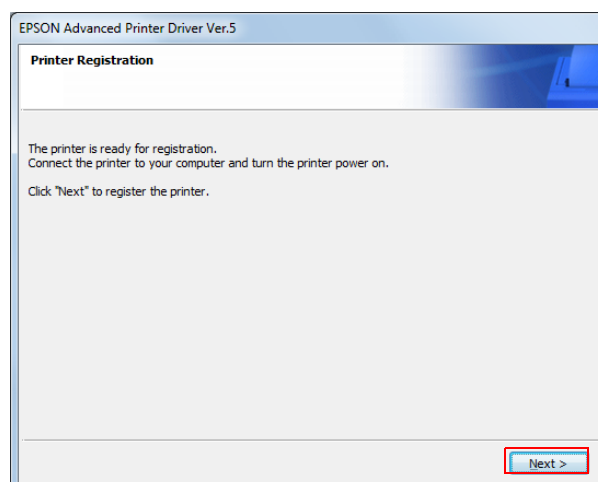 EPSON Advanced Printer Driver Ver.5
Printer Registration
The printer is ready for registration.
Connect the printer to your computer and turn the printer power on.
Click "Next" to register the printer.
Next >